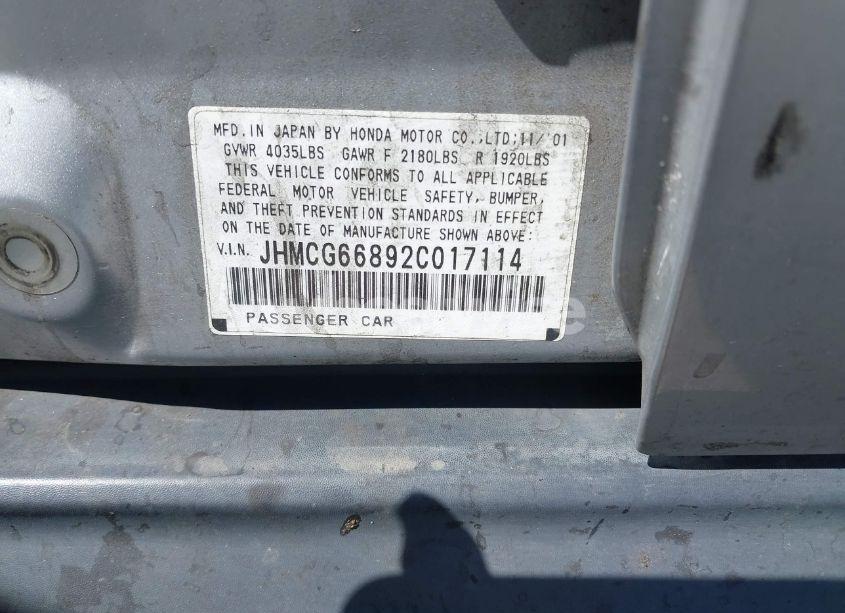 MFD. IN JAPAN BY HONDA MOTOR CO.,LTD;11/'01
GVWR 4035LBS GAWR F 2180LBS R 1920LBS
THIS VEHICLE CONFORMS TO ALL APPLICABLE
FEDERAL MOTOR VEHICLE SAFETY, BUMPER,
AND THEFT PREVENTION STANDARDS IN EFFECT
ON THE DATE OF MANUFACTURE SHOWN ABOVE:
V.I.N. JHMCG66892C017114
PASSENGER CAR